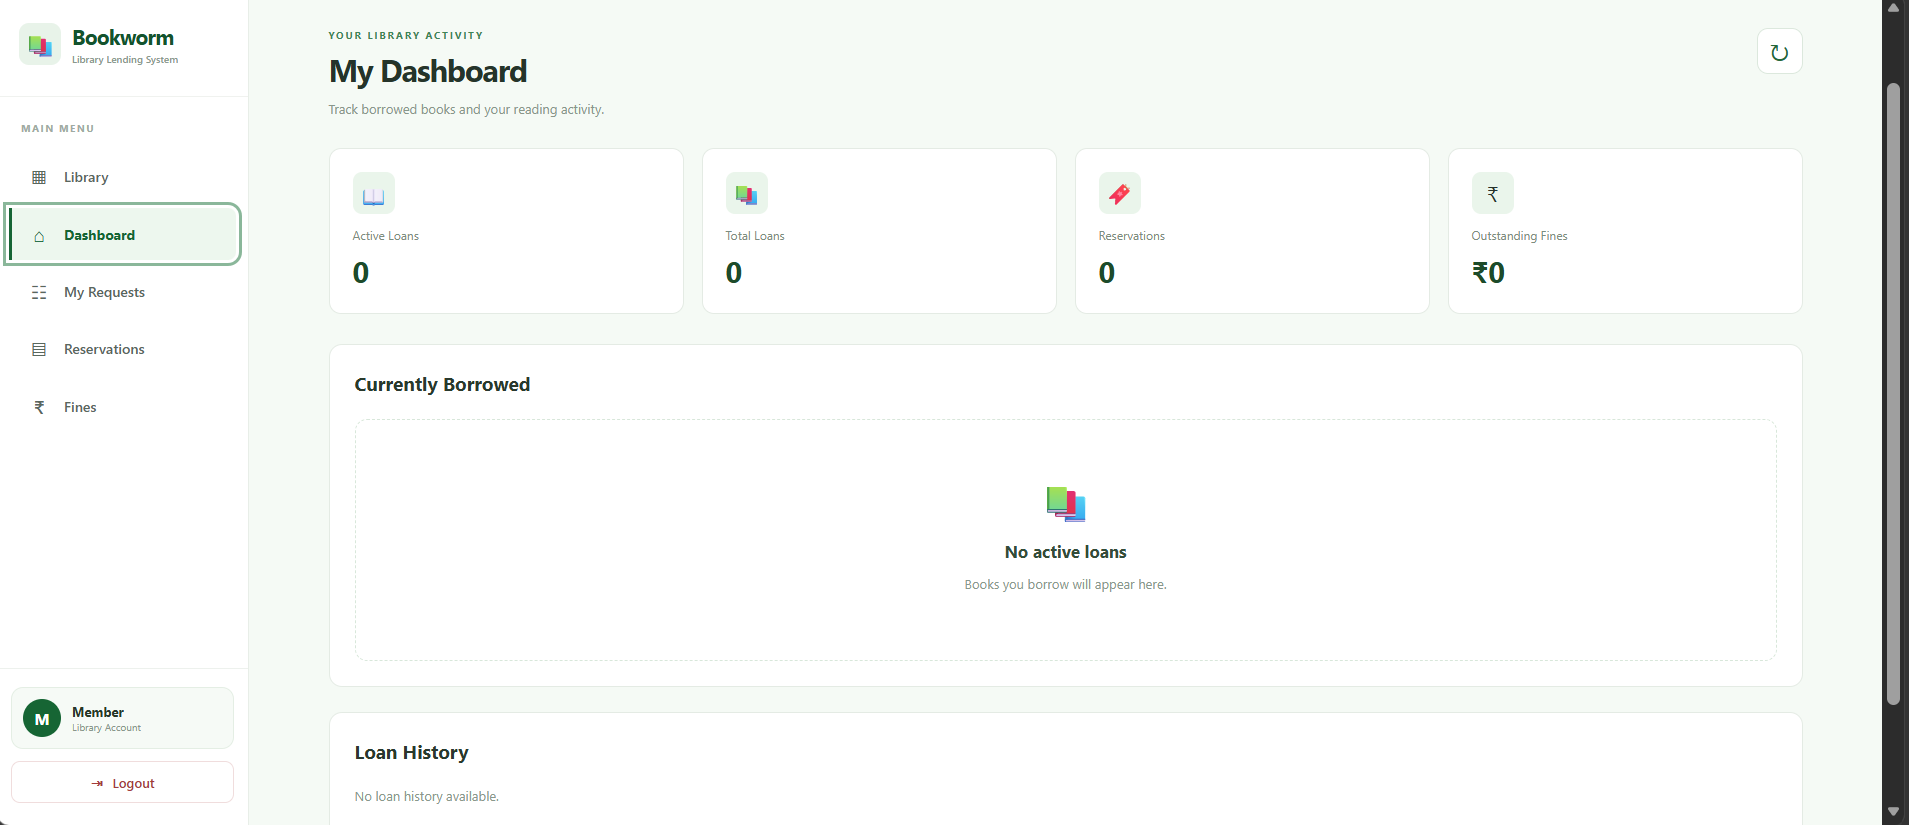 Bookworm
Library Lending System
MAIN MENU
Library
Dashboard
My Requests
Reservations
₹ Fines
M
Member
Library Account
Logout
YOUR LIBRARY ACTIVITY
My Dashboard
Track borrowed books and your reading activity.
Active Loans
0
Total Loans
0
Reservations
0
₹
Outstanding Fines
₹0
Currently Borrowed
No active loans
Books you borrow will appear here.
Loan History
No loan history available.